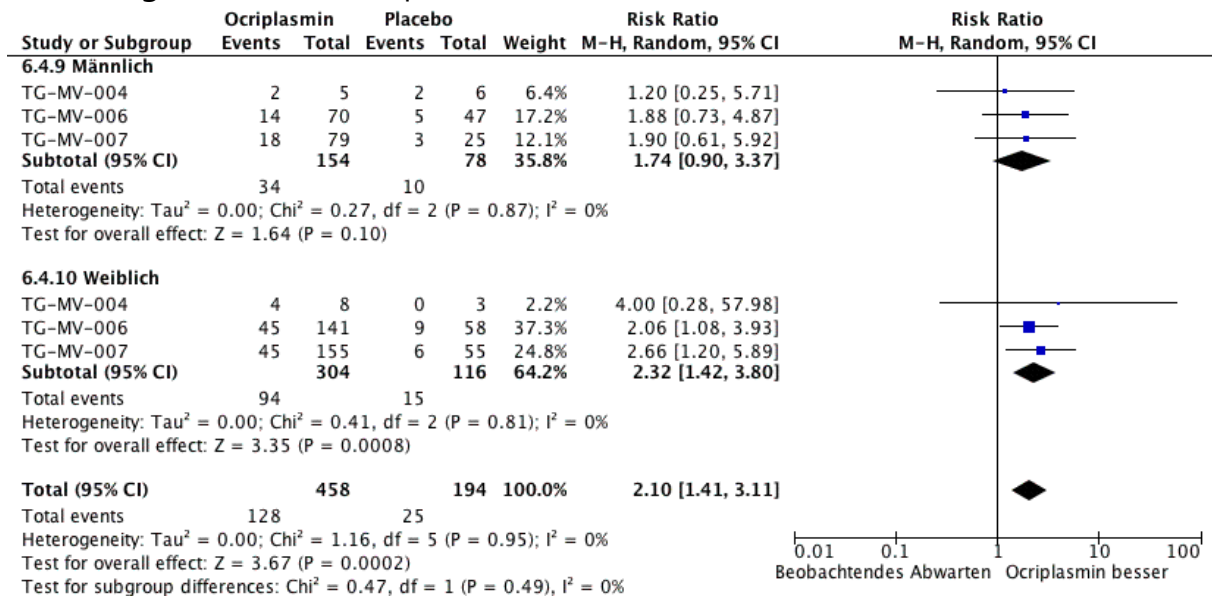 Ocriplasmin Placebo Risk Ratio Risk Ratio
Study or Subgroup Events Total Events Total Weight M-H, Random, 95% CI M-H, Random, 95% CI
6.4.9 Männlich
TG-MV-004 2 5 2 6 6.4% 1.20 [0.25, 5.71]
TG-MV-006 14 70 5 47 17.2% 1.88 [0.73, 4.87]
TG-MV-007 18 79 3 25 12.1% 1.90 [0.61, 5.92]
Subtotal (95% CI) 154 78 35.8% 1.74 [0.90, 3.37]
Total events 34 10
Heterogeneity: Tau² = 0.00; Chi² = 0.27, df = 2 (P = 0.87); I² = 0%
Test for overall effect: Z = 1.64 (P = 0.10)
6.4.10 Weiblich
TG-MV-004 4 8 0 3 2.2% 4.00 [0.28, 57.98]
TG-MV-006 45 141 9 58 37.3% 2.06 [1.08, 3.93]
TG-MV-007 45 155 6 55 24.8% 2.66 [1.20, 5.89]
Subtotal (95% CI) 304 116 64.2% 2.32 [1.42, 3.80]
Total events 94 15
Heterogeneity: Tau² = 0.00; Chi² = 0.41, df = 2 (P = 0.81); I² = 0%
Test for overall effect: Z = 3.35 (P = 0.0008)
Total (95% CI) 458 194 100.0% 2.10 [1.41, 3.11]
Total events 128 25
Heterogeneity: Tau² = 0.00; Chi² = 1.16, df = 5 (P = 0.95); I² = 0%
Test for overall effect: Z = 3.67 (P = 0.0002)
Test for subgroup differences: Chi² = 0.47, df = 1 (P = 0.49), I² = 0%
0.01 0.1 1 10 100
Beobachtendes Abwarten Ocriplasmin besser